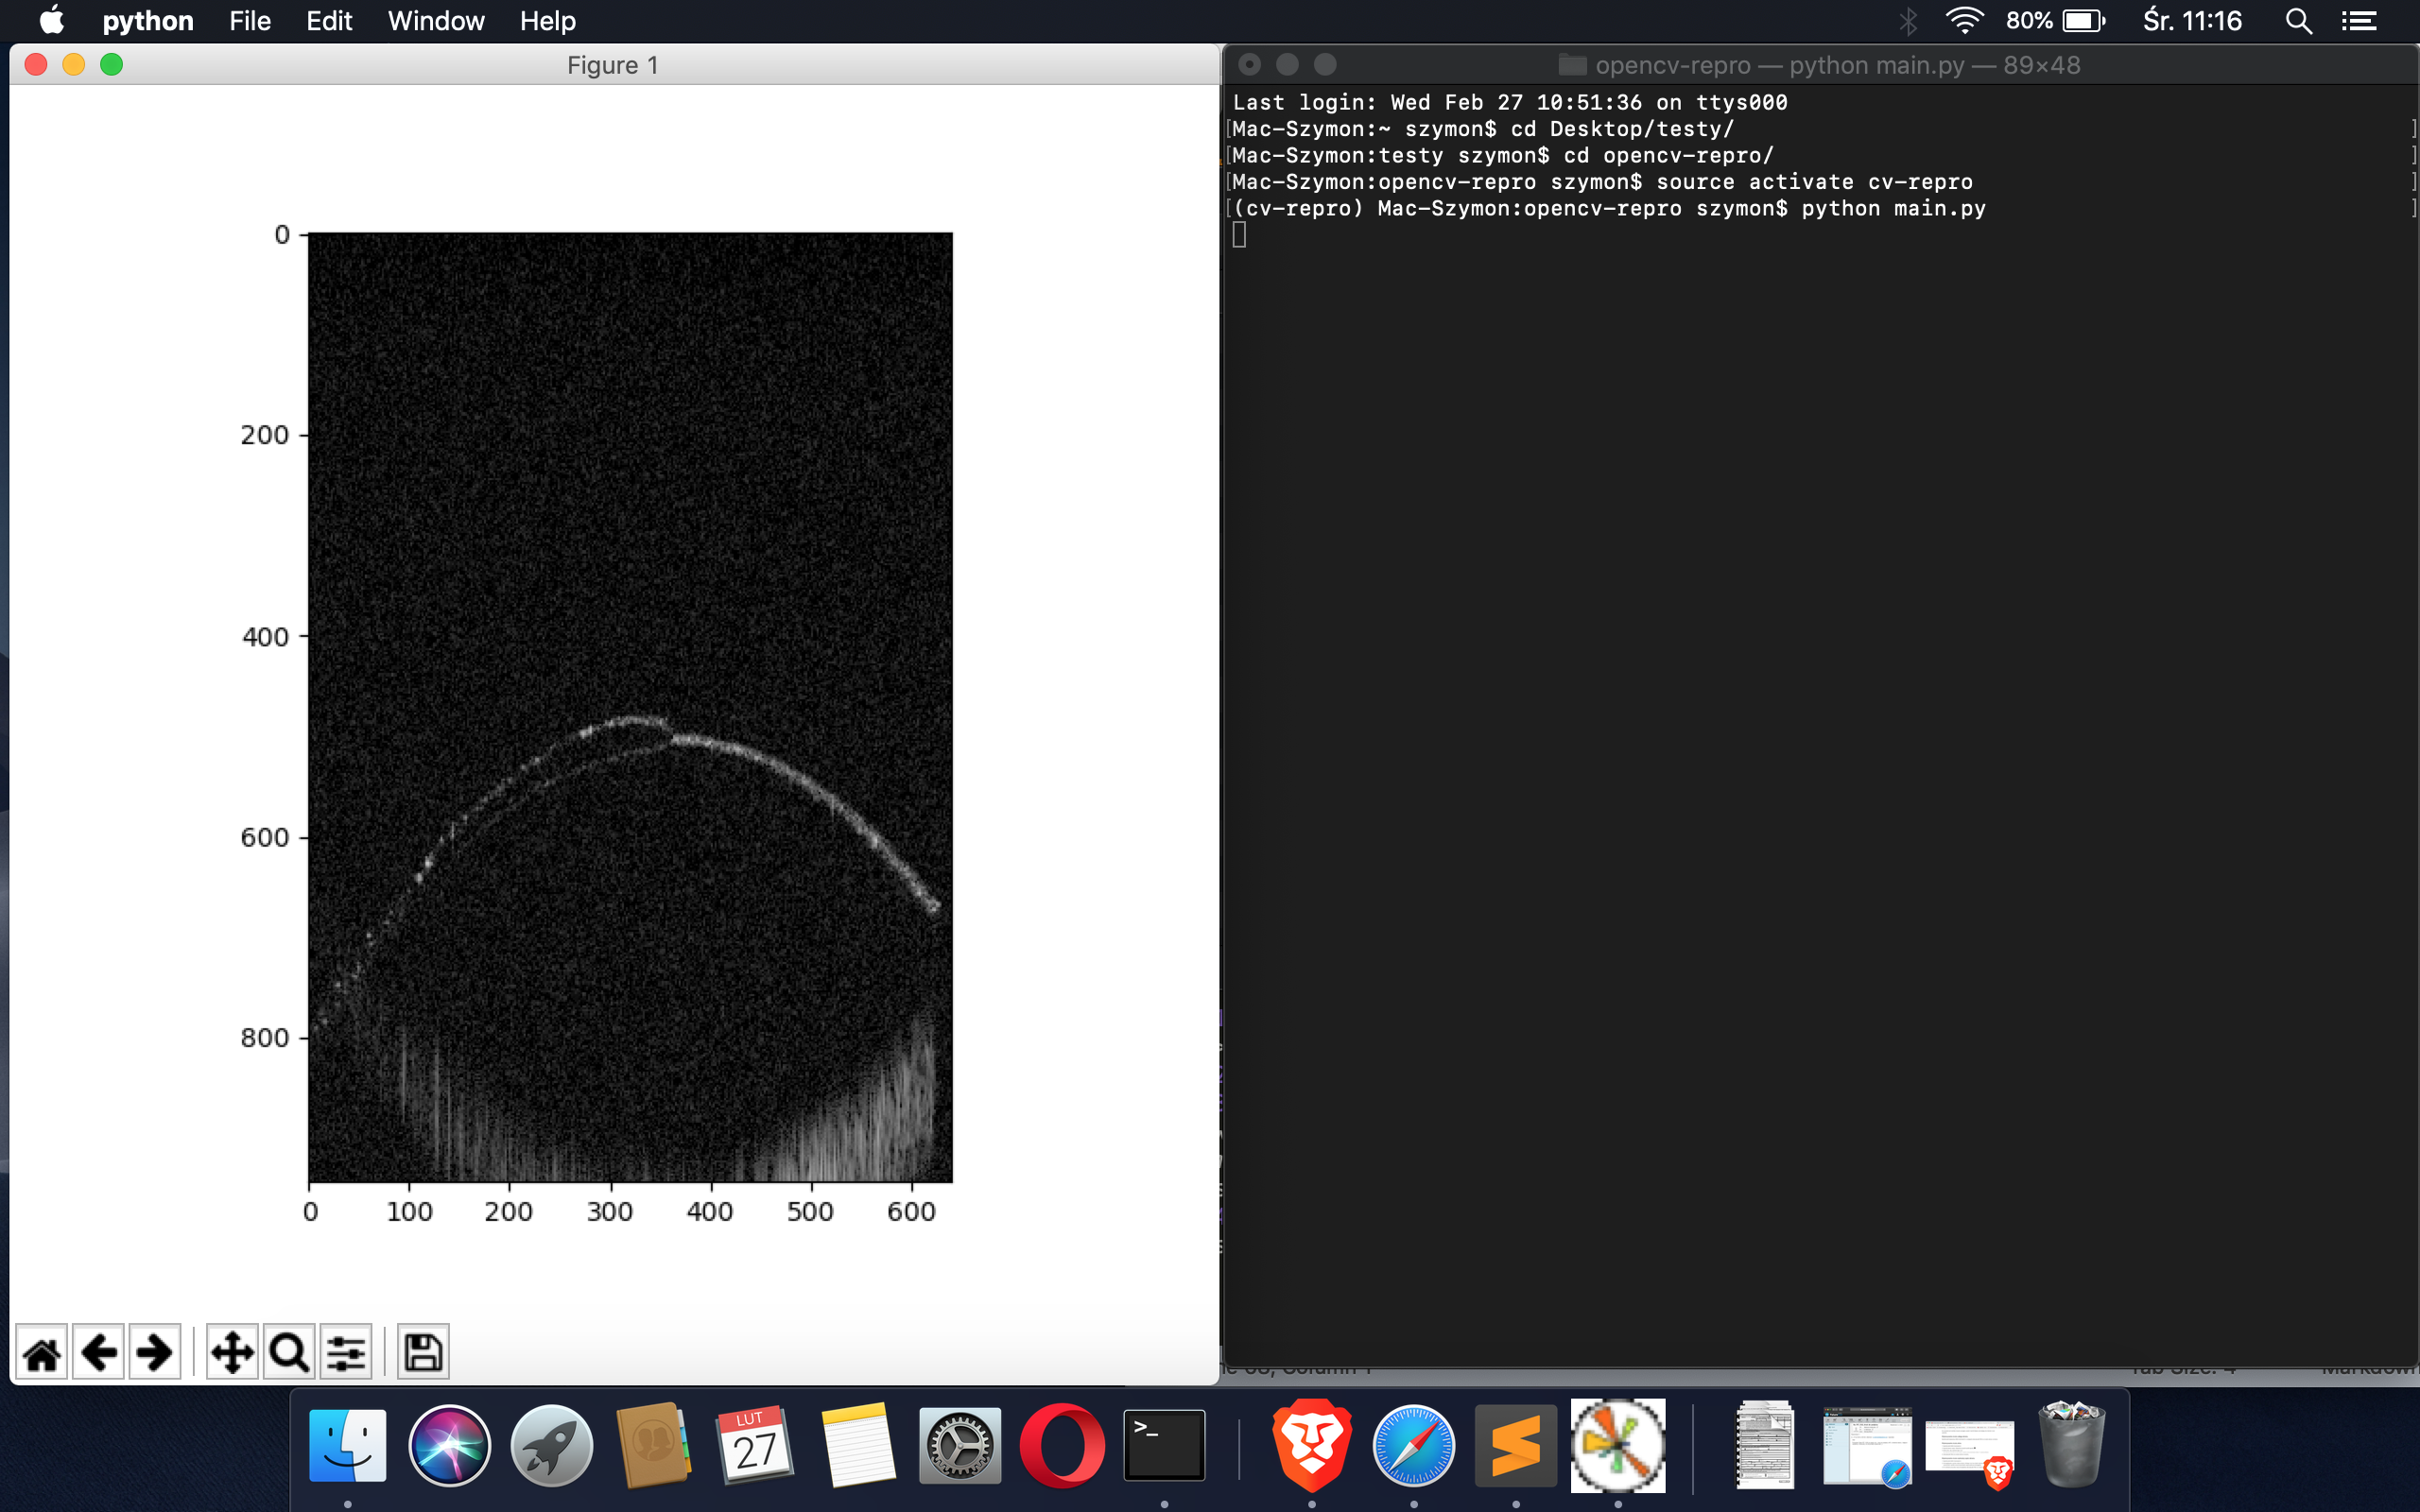 python File Edit Window Help 80% Śr. 11:16
Figure 1
0
200
400
600
800
0 100 200 300 400 500 600
opencv-repro — python main.py — 89×48
Last login: Wed Feb 27 10:51:36 on ttys000
[Mac-Szymon:~ szymon$ cd Desktop/testy/ ]
[Mac-Szymon:testy szymon$ cd opencv-repro/ ]
[Mac-Szymon:opencv-repro szymon$ source activate cv-repro ]
[(cv-repro) Mac-Szymon:opencv-repro szymon$ python main.py ]
LUT
27
>_